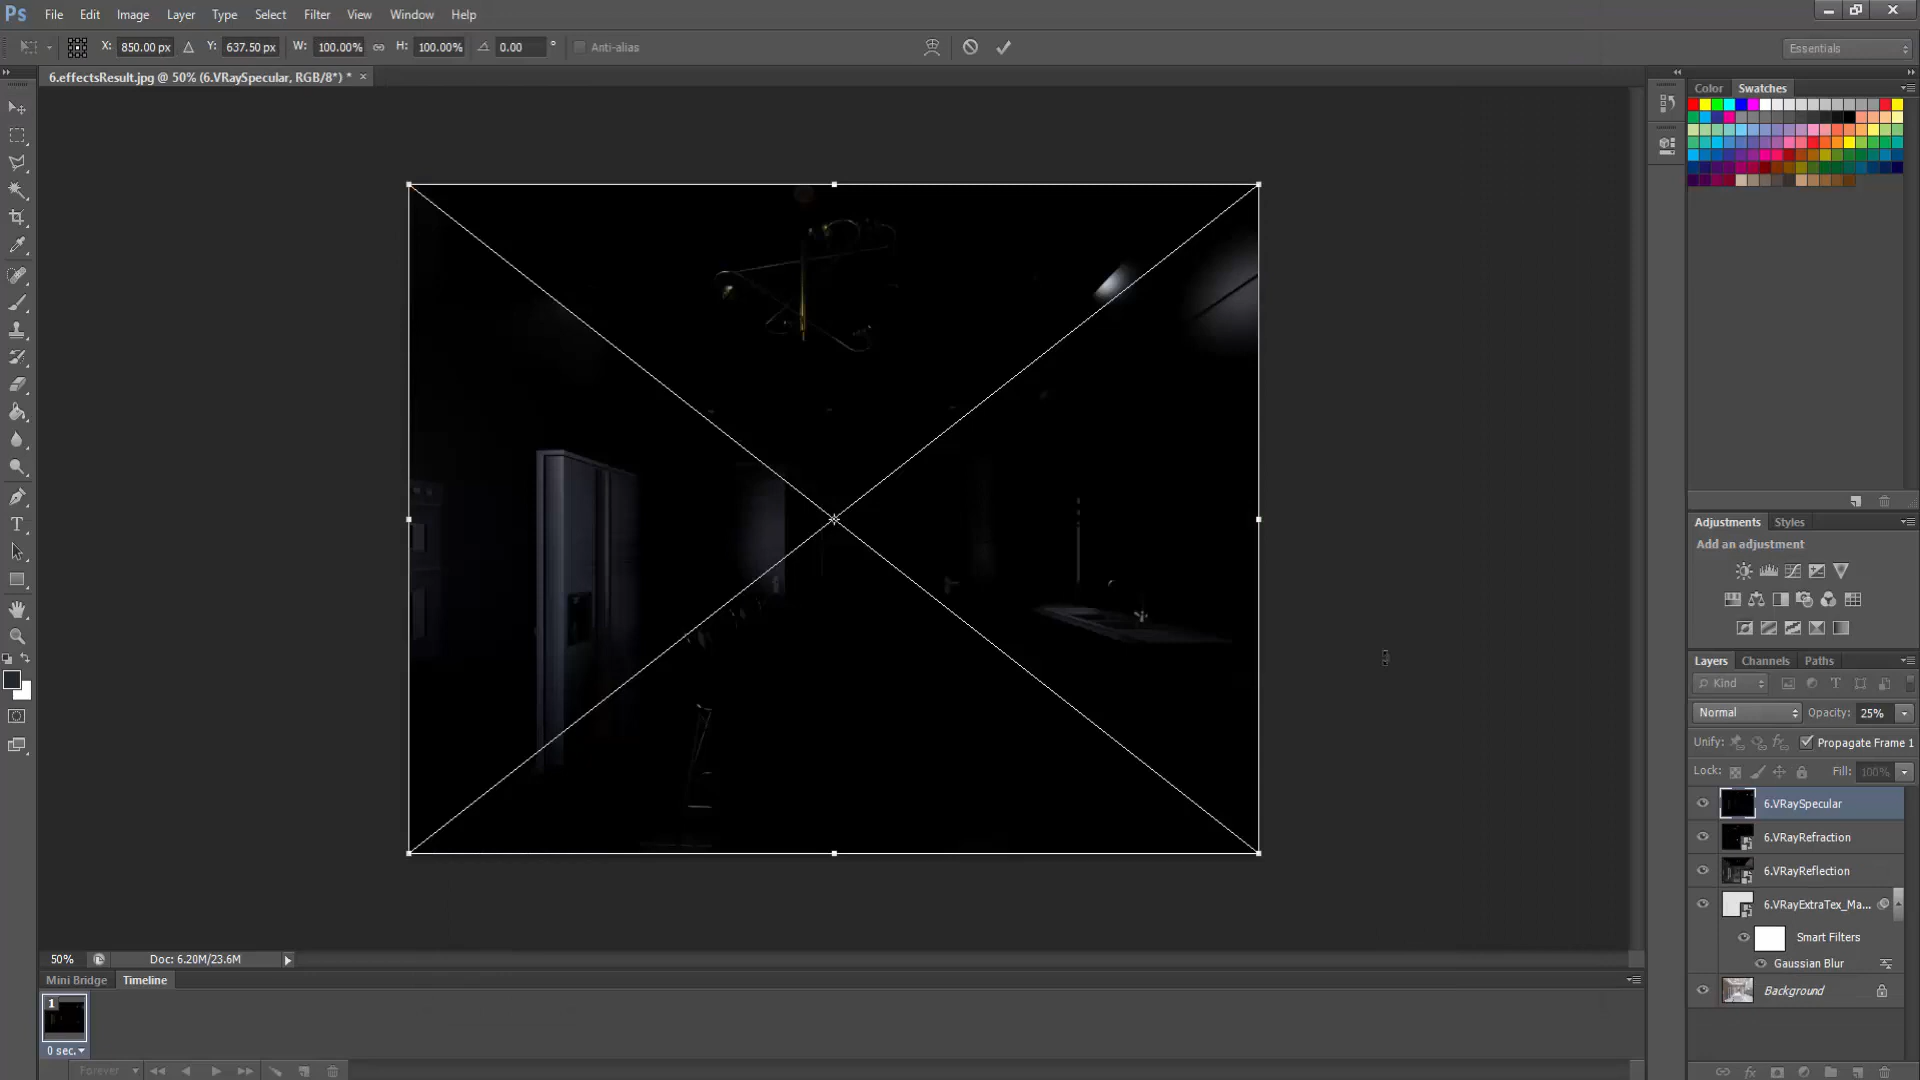 Ps File Edit Image Layer Type Select Filter View Window Help
X: 850.00 px Y: 637.50 px W: 100.00% H: 100.00% 0.00 ° Anti-alias Essentials
6.effectsResult.jpg @ 50% (6.VRaySpecular, RGB/8*) * ×
Color Swatches
Adjustments Styles
Add an adjustment
Layers Channels Paths
Kind
Normal Opacity: 25%
Unify: Propagate Frame 1
Lock: Fill: 100%
6.VRaySpecular
6.VRayRefraction
6.VRayReflection
6.VRayExtraTex_Ma...
Smart Filters
Gaussian Blur
Background
50% Doc: 6.20M/23.6M
Mini Bridge Timeline
1
0 sec.
Forever